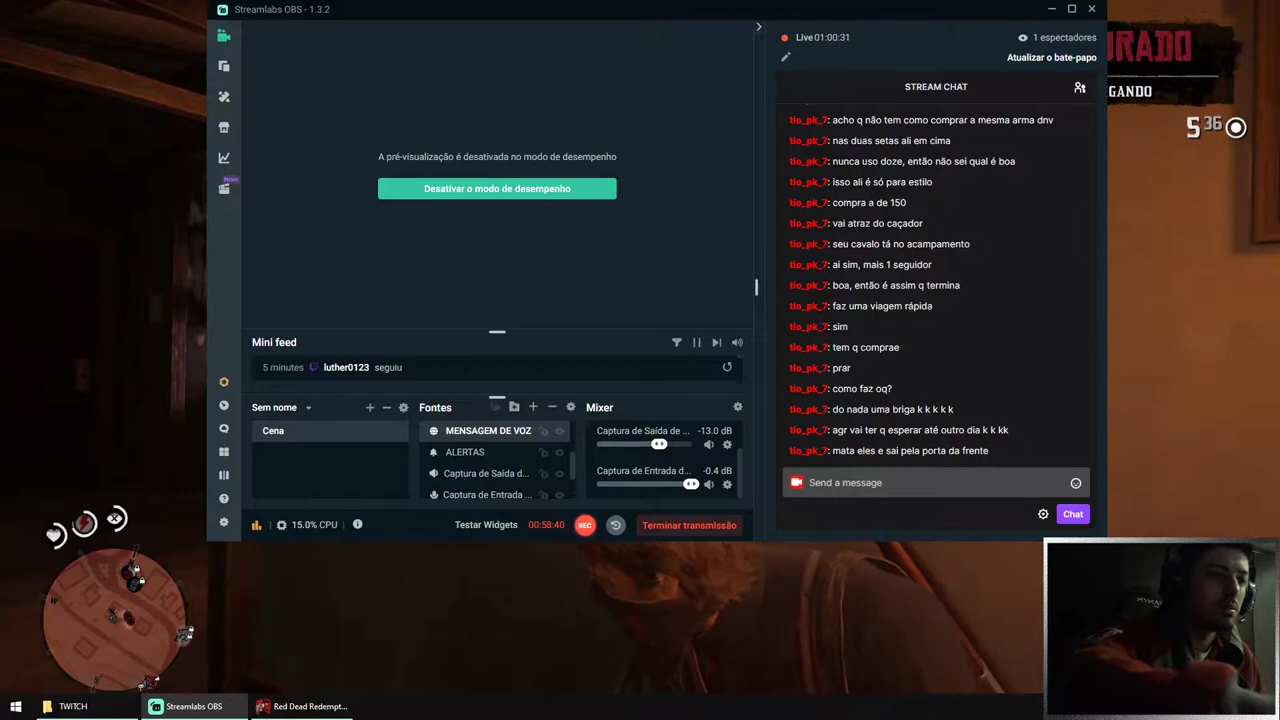 Streamlabs OBS - 1.3.2
Live 01:00:31
1 espectadores
Atualizar o bate-papo
URADO
GANDO
5 36
STREAM CHAT
tio_pk_7: acho q não tem como comprar a mesma arma dnv
tio_pk_7: nas duas setas ali em cima
tio_pk_7: nunca uso doze, então não sei qual é boa
tio_pk_7: isso ali é só para estilo
tio_pk_7: compra a de 150
tio_pk_7: vai atraz do caçador
tio_pk_7: seu cavalo tá no acampamento
tio_pk_7: ai sim, mais 1 seguidor
tio_pk_7: boa, então é assim q termina
tio_pk_7: faz uma viagem rápida
tio_pk_7: sim
tio_pk_7: tem q comprae
tio_pk_7: prar
tio_pk_7: como faz oq?
tio_pk_7: do nada uma briga k k k k k
tio_pk_7: agr vai ter q esperar até outro dia k k kk
tio_pk_7: mata eles e sai pela porta da frente
Send a message
Chat
A pré-visualização é desativada no modo de desempenho
Desativar o modo de desempenho
Novo
Mini feed
5 minutes luther0123 seguiu
Sem nome
Cena
Fontes
MENSAGEM DE VOZ
ALERTAS
Captura de Saída d...
Captura de Entrada ...
Mixer
Captura de Saída de ... -13.0 dB
Captura de Entrada d... -0.4 dB
15.0% CPU
Testar Widgets
00:58:40
REC
Terminar transmissão
TWITCH
Streamlabs OBS
Red Dead Redempt...